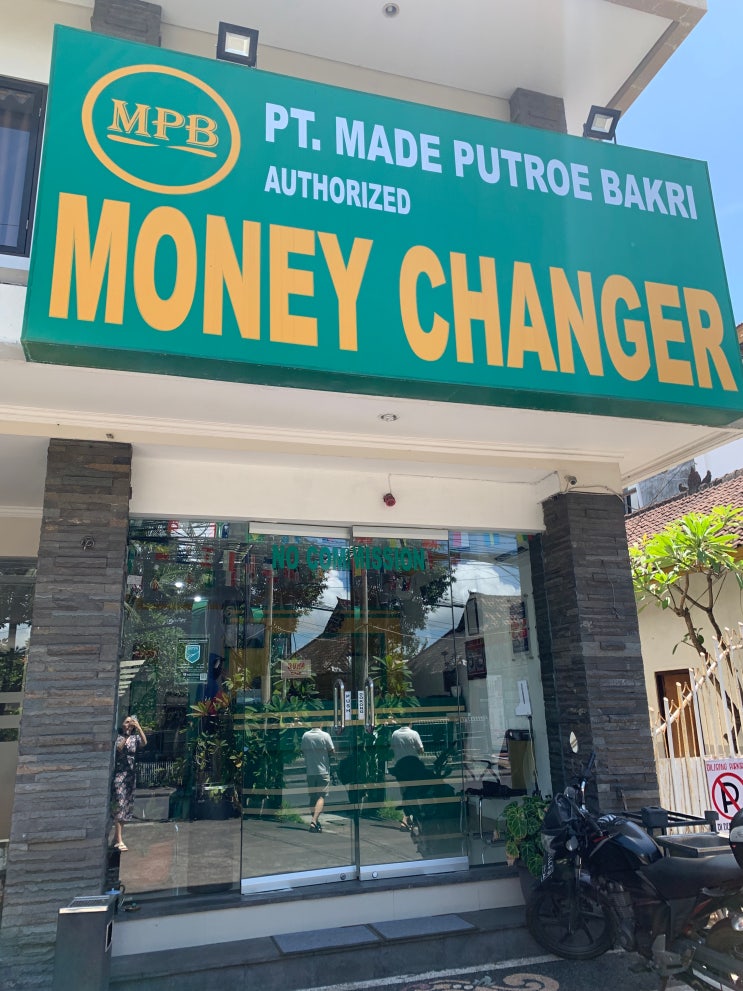 MPB
PT. MADE PUTROE BAKRI
AUTHORIZED
MONEY CHANGER
NO COMMISSION
P